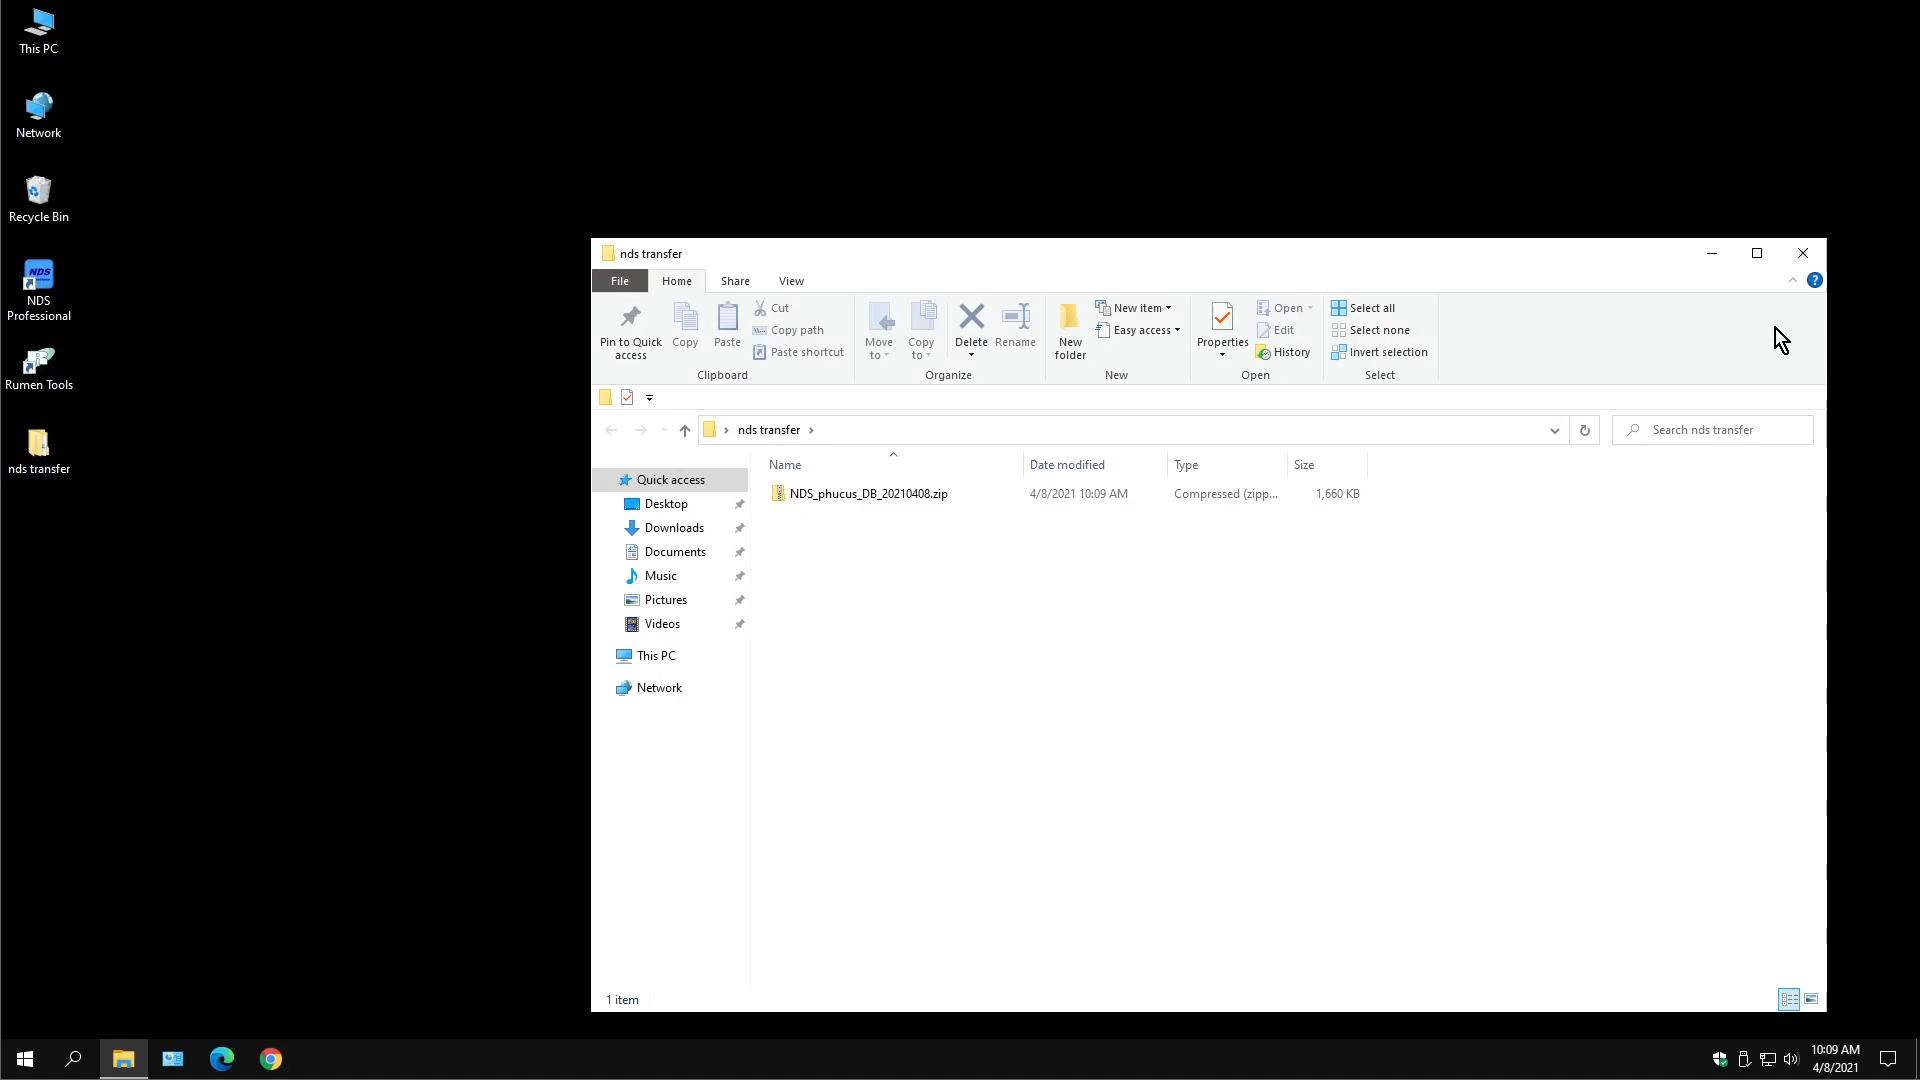 This PC
Network
Recycle Bin
NDS
NDS
Professional
Rumen Tools
nds transfer
nds transfer
File
Home
Share
View
Pin to Quick
access
Copy
Paste
Cut
Copy path
Paste shortcut
Clipboard
Move
to
Copy
to
Delete
Rename
Organize
New
folder
New item
Easy access
New
Properties
Open
Edit
History
Open
Select all
Select none
Invert selection
Select
nds transfer
Search nds transfer
Quick access
Desktop
Downloads
Documents
Music
Pictures
Videos
This PC
Network
Name
Date modified
Type
Size
NDS_phucus_DB_20210408.zip
4/8/2021 10:09 AM
Compressed (zipp...
1,660 KB
1 item
10:09 AM
4/8/2021